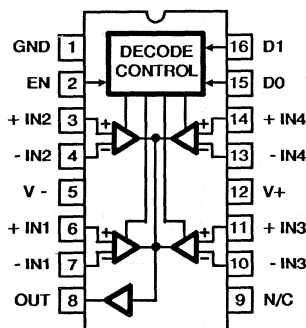 GND 1 DECODE CONTROL 16 D1
EN 2 15 D0
+ IN2 3 + + 14 + IN4
- IN2 4 − − 13 - IN4
V - 5 12 V+
+ IN1 6 + + 11 + IN3
- IN1 7 − − 10 - IN3
OUT 8 9 N/C